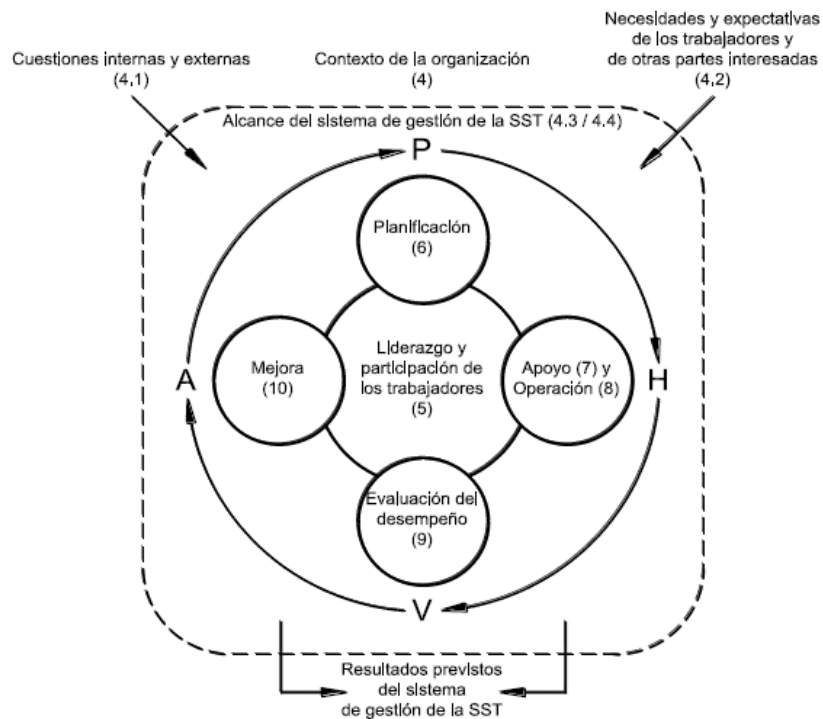 Cuestiones internas y externas
(4,1)
Contexto de la organización
(4)
Necesidades y expectativas
de los trabajadores y
de otras partes interesadas
(4,2)
Alcance del sistema de gestión de la SST (4.3 / 4.4)
P
Planificación
(6)
A
Mejora
(10)
Liderazgo y
participación de
los trabajadores
(5)
Apoyo (7) y
Operación (8)
H
Evaluación del
desempeño
(9)
V
Resultados previstos
del sistema
de gestión de la SST